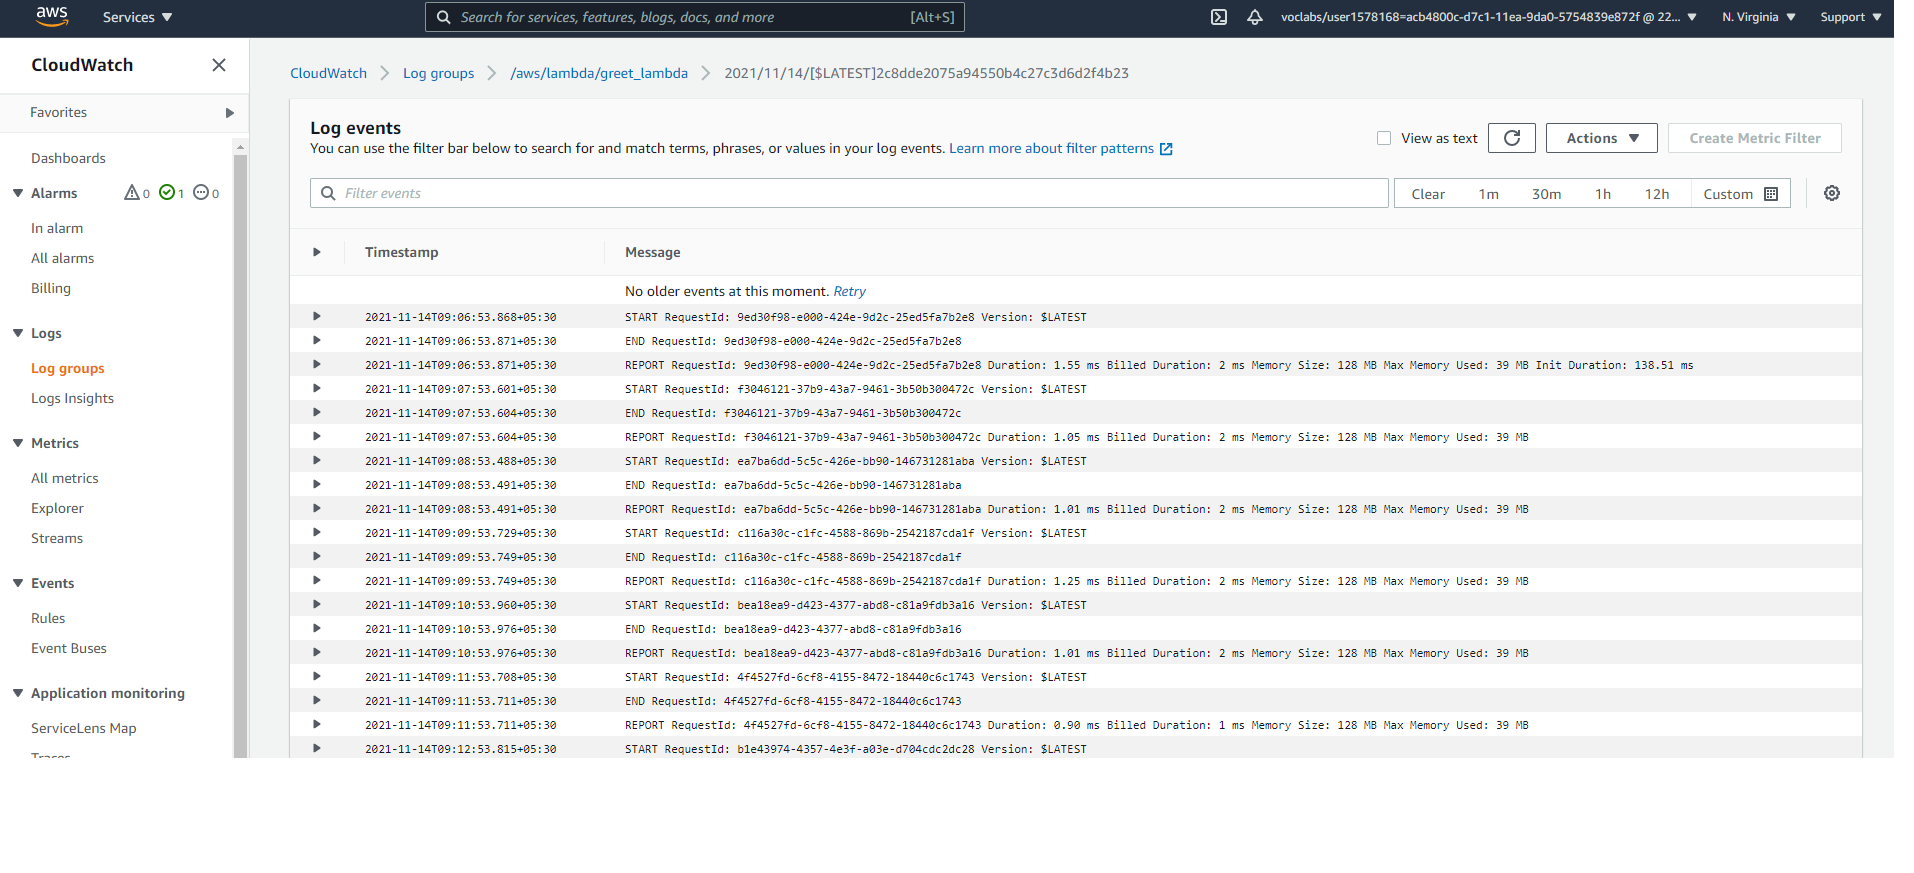 aws Services Search for services, features, blogs, docs, and more [Alt+S] voclabs/user1578168=acb4800c-d7c1-11ea-9da0-5754839e872f @ 22... N. Virginia Support
CloudWatch
Favorites
Dashboards
Alarms 0 1 0
In alarm
All alarms
Billing
Logs
Log groups
Logs Insights
Metrics
All metrics
Explorer
Streams
Events
Rules
Event Buses
Application monitoring
ServiceLens Map
Traces
CloudWatch Log groups /aws/lambda/greet_lambda 2021/11/14/[$LATEST]2c8dde2075a94550b4c27c3d6d2f4b23
Log events
You can use the filter bar below to search for and match terms, phrases, or values in your log events. Learn more about filter patterns
View as text Actions Create Metric Filter
Filter events Clear 1m 30m 1h 12h Custom
Timestamp Message
No older events at this moment. Retry
2021-11-14T09:06:53.868+05:30 START RequestId: 9ed30f98-e000-424e-9d2c-25ed5fa7b2e8 Version: $LATEST
2021-11-14T09:06:53.871+05:30 END RequestId: 9ed30f98-e000-424e-9d2c-25ed5fa7b2e8
2021-11-14T09:06:53.871+05:30 REPORT RequestId: 9ed30f98-e000-424e-9d2c-25ed5fa7b2e8 Duration: 1.55 ms Billed Duration: 2 ms Memory Size: 128 MB Max Memory Used: 39 MB Init Duration: 138.51 ms
2021-11-14T09:07:53.601+05:30 START RequestId: f3046121-37b9-43a7-9461-3b50b300472c Version: $LATEST
2021-11-14T09:07:53.604+05:30 END RequestId: f3046121-37b9-43a7-9461-3b50b300472c
2021-11-14T09:07:53.604+05:30 REPORT RequestId: f3046121-37b9-43a7-9461-3b50b300472c Duration: 1.05 ms Billed Duration: 2 ms Memory Size: 128 MB Max Memory Used: 39 MB
2021-11-14T09:08:53.488+05:30 START RequestId: ea7ba6dd-5c5c-426e-bb90-146731281aba Version: $LATEST
2021-11-14T09:08:53.491+05:30 END RequestId: ea7ba6dd-5c5c-426e-bb90-146731281aba
2021-11-14T09:08:53.491+05:30 REPORT RequestId: ea7ba6dd-5c5c-426e-bb90-146731281aba Duration: 1.01 ms Billed Duration: 2 ms Memory Size: 128 MB Max Memory Used: 39 MB
2021-11-14T09:09:53.729+05:30 START RequestId: c116a30c-c1fc-4588-869b-2542187cda1f Version: $LATEST
2021-11-14T09:09:53.749+05:30 END RequestId: c116a30c-c1fc-4588-869b-2542187cda1f
2021-11-14T09:09:53.749+05:30 REPORT RequestId: c116a30c-c1fc-4588-869b-2542187cda1f Duration: 1.25 ms Billed Duration: 2 ms Memory Size: 128 MB Max Memory Used: 39 MB
2021-11-14T09:10:53.960+05:30 START RequestId: bea18ea9-d423-4377-abd8-c81a9fdb3a16 Version: $LATEST
2021-11-14T09:10:53.976+05:30 END RequestId: bea18ea9-d423-4377-abd8-c81a9fdb3a16
2021-11-14T09:10:53.976+05:30 REPORT RequestId: bea18ea9-d423-4377-abd8-c81a9fdb3a16 Duration: 1.01 ms Billed Duration: 2 ms Memory Size: 128 MB Max Memory Used: 39 MB
2021-11-14T09:11:53.708+05:30 START RequestId: 4f4527fd-6cf8-4155-8472-18440c6c1743 Version: $LATEST
2021-11-14T09:11:53.711+05:30 END RequestId: 4f4527fd-6cf8-4155-8472-18440c6c1743
2021-11-14T09:11:53.711+05:30 REPORT RequestId: 4f4527fd-6cf8-4155-8472-18440c6c1743 Duration: 0.90 ms Billed Duration: 1 ms Memory Size: 128 MB Max Memory Used: 39 MB
2021-11-14T09:12:53.815+05:30 START RequestId: b1e43974-4357-4e3f-a03e-d704cdc2dc28 Version: $LATEST